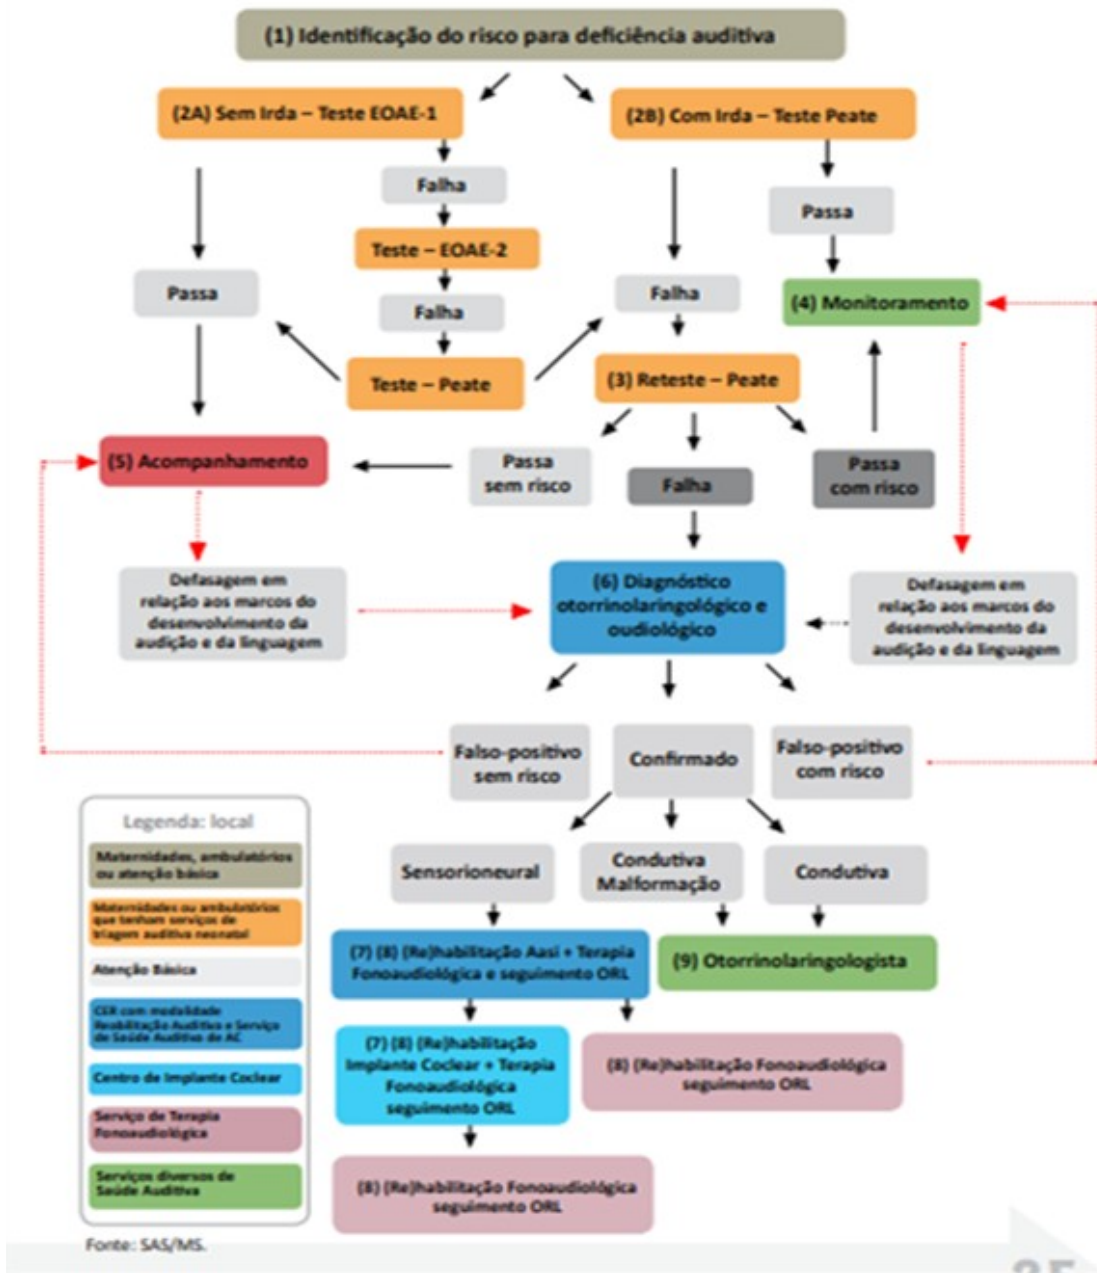 (1) Identificação do risco para deficiência auditiva
(2A) Sem Irda – Teste EOAE-1
(2B) Com Irda – Teste Peate
Falha
Passa
Teste – EOAE-2
Passa
Falha
Falha
(4) Monitoramento
Teste – Peate
(3) Reteste – Peate
(5) Acompanhamento
Passa
sem risco
Falha
Passa
com risco
Defasagem em
relação aos marcos do
desenvolvimento da
audição e da linguagem
(6) Diagnóstico
otorrinolaringológico e
oudiológico
Defasagem em
relação aos marcos do
desenvolvimento da
audição e da linguagem
Falso-positivo
sem risco
Confirmado
Falso-positivo
com risco
Sensorioneural
Condutiva
Malformação
Condutiva
(7) (8) (Re)habilitação Aasi + Terapia
Fonoaudiológica e seguimento ORL
(9) Otorrinolaringologista
(7) (8) (Re)habilitação
Implante Coclear + Terapia
Fonoaudiológica
seguimento ORL
(8) (Re)habilitação Fonoaudiológica
seguimento ORL
(8) (Re)habilitação Fonoaudiológica
seguimento ORL
Legenda: local
Maternidades, ambulatórios
ou atenção básica
Maternidades ou ambulatórios
que tenham serviços de
triagem auditiva neonatal
Atenção Básica
CER com modalidade
Reabilitação Auditiva e Serviço
de Saúde Auditivo de AC
Centro de Implante Coclear
Serviço de Terapia
Fonoaudiológica
Serviços diversos de
Saúde Auditiva
Fonte: SAS/MS.